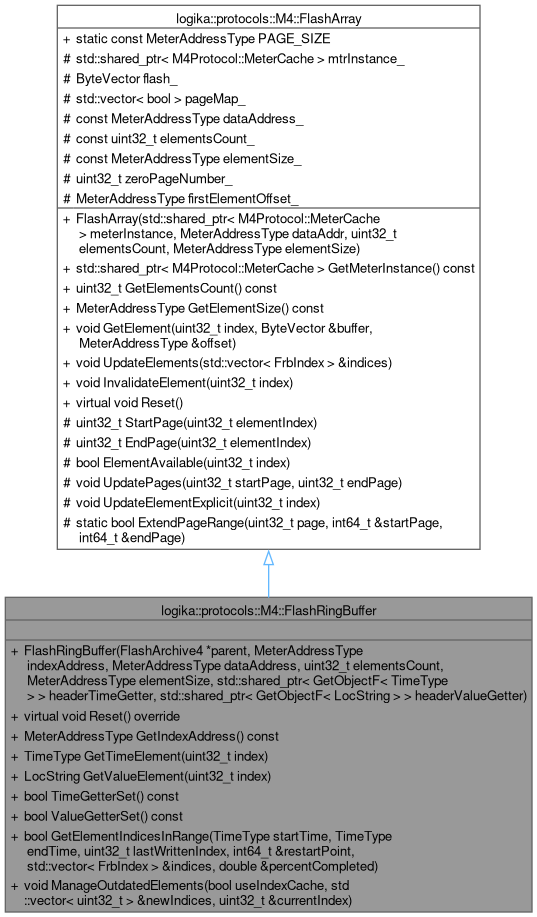 logika::protocols::M4::FlashArray
+ static const MeterAddressType PAGE_SIZE
# std::shared_ptr< M4Protocol::MeterCache > mtrInstance_
# ByteVector flash_
# std::vector< bool > pageMap_
# const MeterAddressType dataAddress_
# const uint32_t elementsCount_
# const MeterAddressType elementSize_
# uint32_t zeroPageNumber_
# MeterAddressType firstElementOffset_
+ FlashArray(std::shared_ptr< M4Protocol::MeterCache
> meterInstance, MeterAddressType dataAddr, uint32_t
elementsCount, MeterAddressType elementSize)
+ std::shared_ptr< M4Protocol::MeterCache > GetMeterInstance() const
+ uint32_t GetElementsCount() const
+ MeterAddressType GetElementSize() const
+ void GetElement(uint32_t index, ByteVector &buffer,
MeterAddressType &offset)
+ void UpdateElements(std::vector< FrbIndex > &indices)
+ void InvalidateElement(uint32_t index)
+ virtual void Reset()
# uint32_t StartPage(uint32_t elementIndex)
# uint32_t EndPage(uint32_t elementIndex)
# bool ElementAvailable(uint32_t index)
# void UpdatePages(uint32_t startPage, uint32_t endPage)
# void UpdateElementExplicit(uint32_t index)
# static bool ExtendPageRange(uint32_t page, int64_t &startPage,
int64_t &endPage)
logika::protocols::M4::FlashRingBuffer
+ FlashRingBuffer(FlashArchive4 *parent, MeterAddressType
indexAddress, MeterAddressType dataAddress, uint32_t elementsCount,
MeterAddressType elementSize, std::shared_ptr< GetObjectF< TimeType
> > headerTimeGetter, std::shared_ptr< GetObjectF< LocString > > headerValueGetter)
+ virtual void Reset() override
+ MeterAddressType GetIndexAddress() const
+ TimeType GetTimeElement(uint32_t index)
+ LocString GetValueElement(uint32_t index)
+ bool TimeGetterSet() const
+ bool ValueGetterSet() const
+ bool GetElementIndicesInRange(TimeType startTime, TimeType
endTime, uint32_t lastWrittenIndex, int64_t &restartPoint,
std::vector< FrbIndex > &indices, double &percentCompleted)
+ void ManageOutdatedElements(bool useIndexCache, std
::vector< uint32_t > &newIndices, uint32_t &currentIndex)